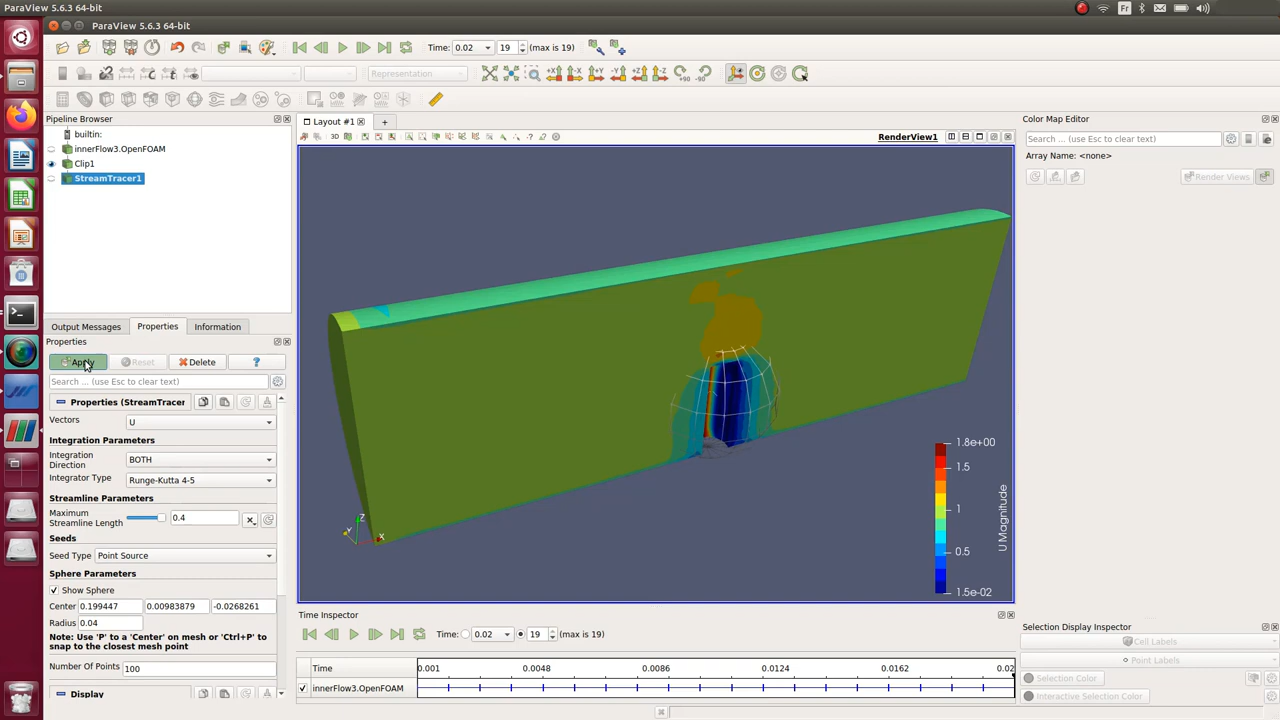 ParaView 5.6.3 64-bit
Fr
ParaView 5.6.3 64-bit
Time: 0.02 19 (max is 19)
Representation
+X -X +Y -Y +Z -Z +90 -90
Pipeline Browser
Layout #1
Color Map Editor
builtin:
3D
RenderView1
Search ... (use Esc to clear text)
innerFlow3.OpenFOAM
Array Name: <none>
Clip1
Render Views
StreamTracer1
Output Messages Properties Information
Properties
Apply Reset Delete ?
Search ... (use Esc to clear text)
Properties (StreamTracer
Vectors U
Integration Parameters
Integration
Direction BOTH
Integrator Type Runge-Kutta 4-5
Streamline Parameters
Maximum
Streamline Length 0.4
Seeds
Seed Type Point Source
Sphere Parameters
Show Sphere
Center 0.199447 0.00983879 -0.0268261
Radius 0.04
Note: Use 'P' to a 'Center' on mesh or 'Ctrl+P' to
snap to the closest mesh point
Number Of Points 100
Display
Z
Y
X
1.8e+00
1.5
1
0.5
1.5e-02
U Magnitude
Time Inspector
Time: 0.02 19 (max is 19)
Time 0.001 0.0048 0.0086 0.0124 0.0162 0.02
innerFlow3.OpenFOAM
Selection Display Inspector
Cell Labels
Point Labels
Selection Color
Interactive Selection Color